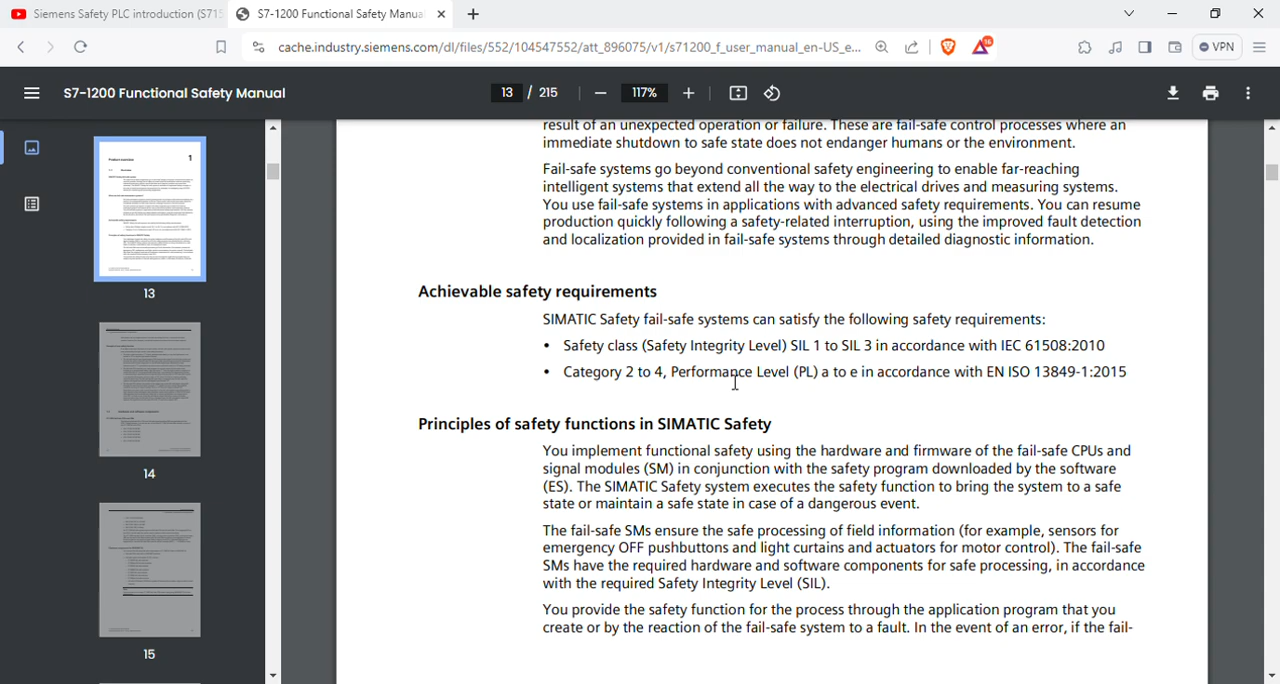 Siemens Safety PLC introduction (S715
S7-1200 Functional Safety Manua
cache.industry.siemens.com/dl/files/552/104547552/att_896075/v1/s71200_f_user_manual_en-US_e...
16
VPN
S7-1200 Functional Safety Manual
13 / 215
117%
result of an unexpected operation or failure. These are fail-safe control processes where an
immediate shutdown to safe state does not endanger humans or the environment.
Fail-safe systems go beyond conventional safety engineering to enable far-reaching
intelligent systems that extend all the way to the electrical drives and measuring systems.
You use fail-safe systems in applications with advanced safety requirements. You can resume
production quickly following a safety-related interruption, using the improved fault detection
and localization provided in fail-safe systems through detailed diagnostic information.
Achievable safety requirements
SIMATIC Safety fail-safe systems can satisfy the following safety requirements:
• Safety class (Safety Integrity Level) SIL 1 to SIL 3 in accordance with IEC 61508:2010
• Category 2 to 4, Performance Level (PL) a to e in accordance with EN ISO 13849-1:2015
Principles of safety functions in SIMATIC Safety
You implement functional safety using the hardware and firmware of the fail-safe CPUs and
signal modules (SM) in conjunction with the safety program downloaded by the software
(ES). The SIMATIC Safety system executes the safety function to bring the system to a safe
state or maintain a safe state in case of a dangerous event.
The fail-safe SMs ensure the safe processing of field information (for example, sensors for
emergency OFF pushbuttons and light curtains and actuators for motor control). The fail-safe
SMs have the required hardware and software components for safe processing, in accordance
with the required Safety Integrity Level (SIL).
You provide the safety function for the process through the application program that you
create or by the reaction of the fail-safe system to a fault. In the event of an error, if the fail-
13
14
15